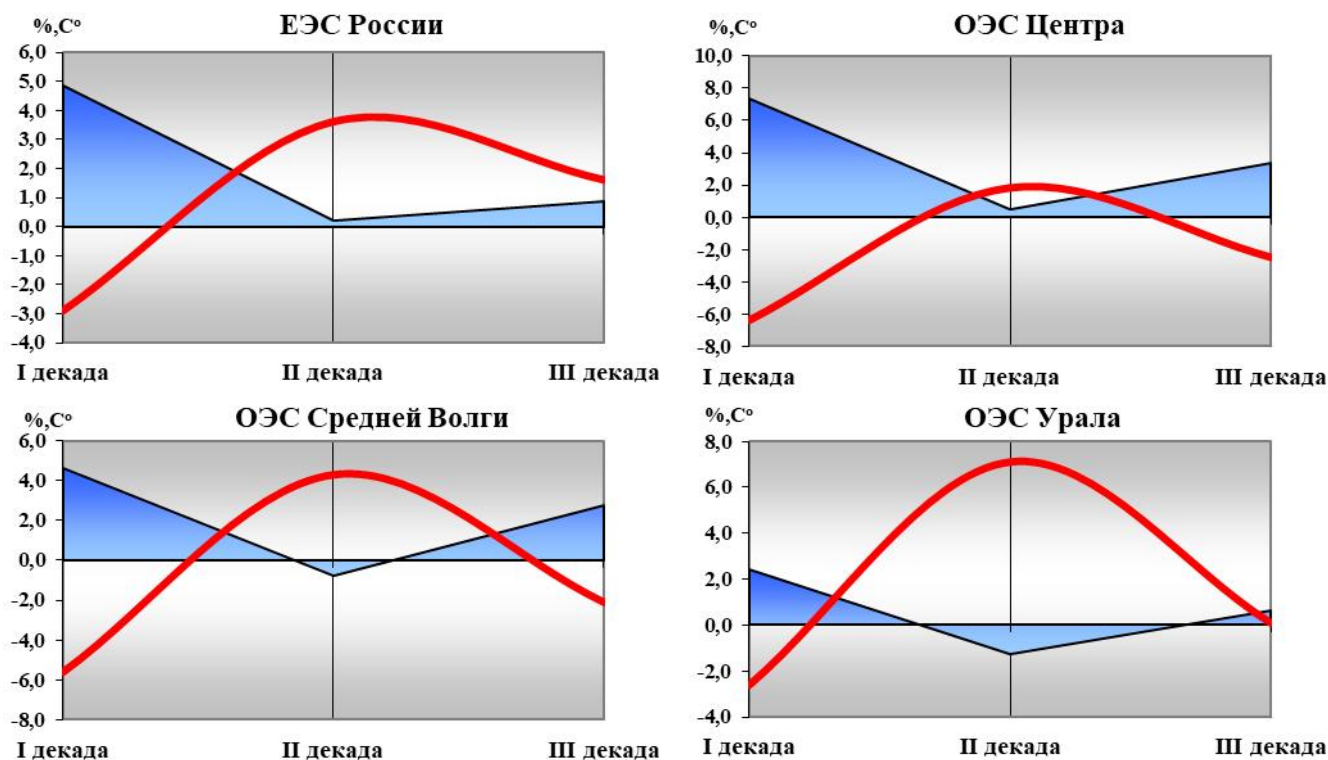 %,Cº
ЕЭС России
6,0
5,0
4,0
3,0
2,0
1,0
0,0
-1,0
-2,0
-3,0
-4,0
I декада
II декада
III декада
%,Cº
ОЭС Центра
10,0
8,0
6,0
4,0
2,0
0,0
-2,0
-4,0
-6,0
-8,0
I декада
II декада
III декада
%,Cº
ОЭС Средней Волги
6,0
4,0
2,0
0,0
-2,0
-4,0
-6,0
-8,0
I декада
II декада
III декада
%,Cº
ОЭС Урала
8,0
6,0
4,0
2,0
0,0
-2,0
-4,0
I декада
II декада
III декада